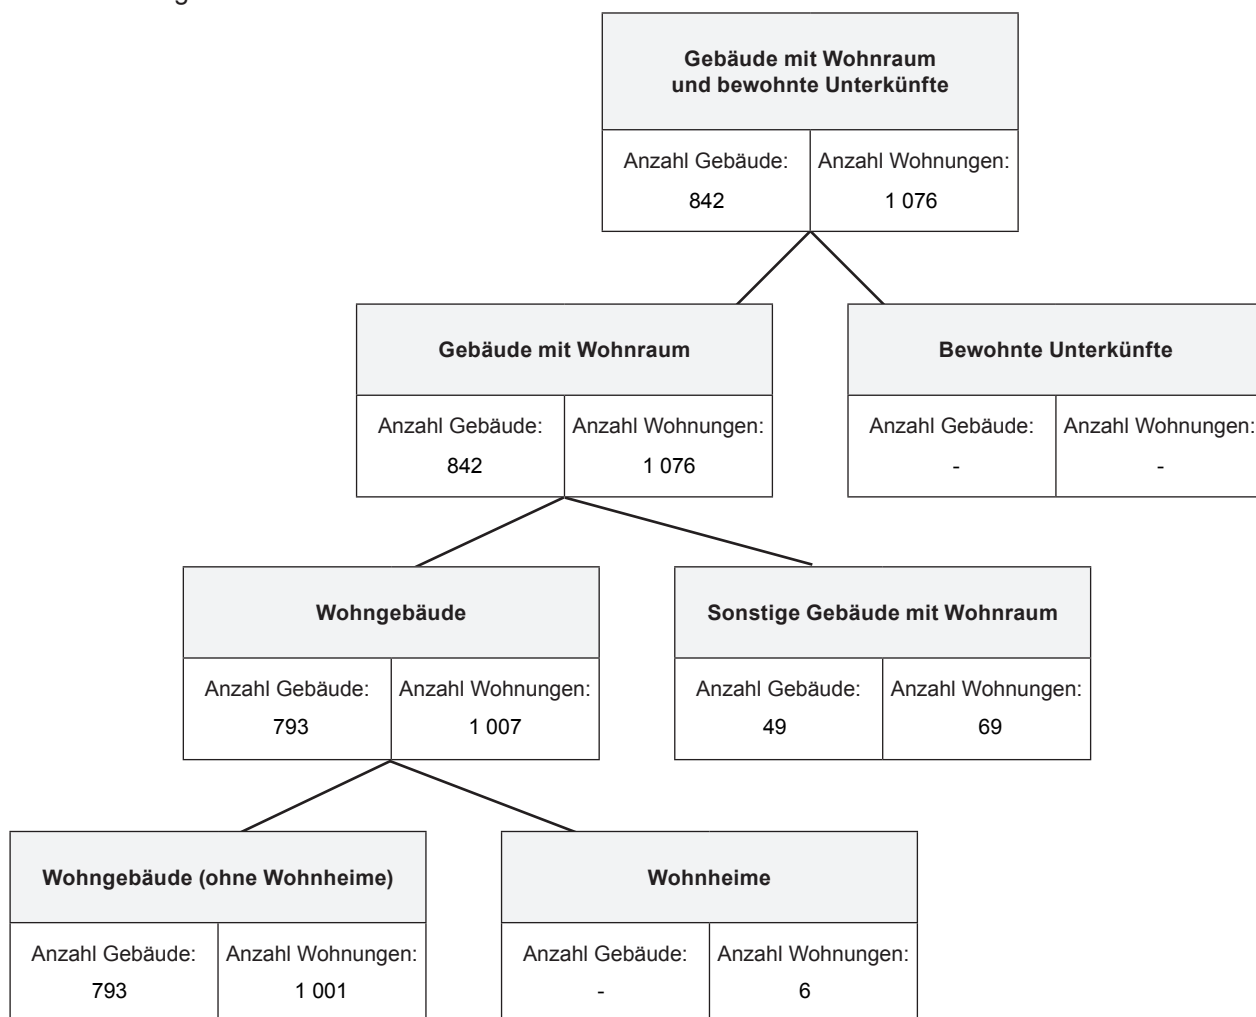 Gebäude mit Wohnraum
und bewohnte Unterkünfte
Anzahl Gebäude: Anzahl Wohnungen:
842 1 076
Gebäude mit Wohnraum Bewohnte Unterkünfte
Anzahl Gebäude: Anzahl Wohnungen: Anzahl Gebäude: Anzahl Wohnungen:
842 1 076 - -
Wohngebäude Sonstige Gebäude mit Wohnraum
Anzahl Gebäude: Anzahl Wohnungen: Anzahl Gebäude: Anzahl Wohnungen:
793 1 007 49 69
Wohngebäude (ohne Wohnheime) Wohnheime
Anzahl Gebäude: Anzahl Wohnungen: Anzahl Gebäude: Anzahl Wohnungen:
793 1 001 - 6